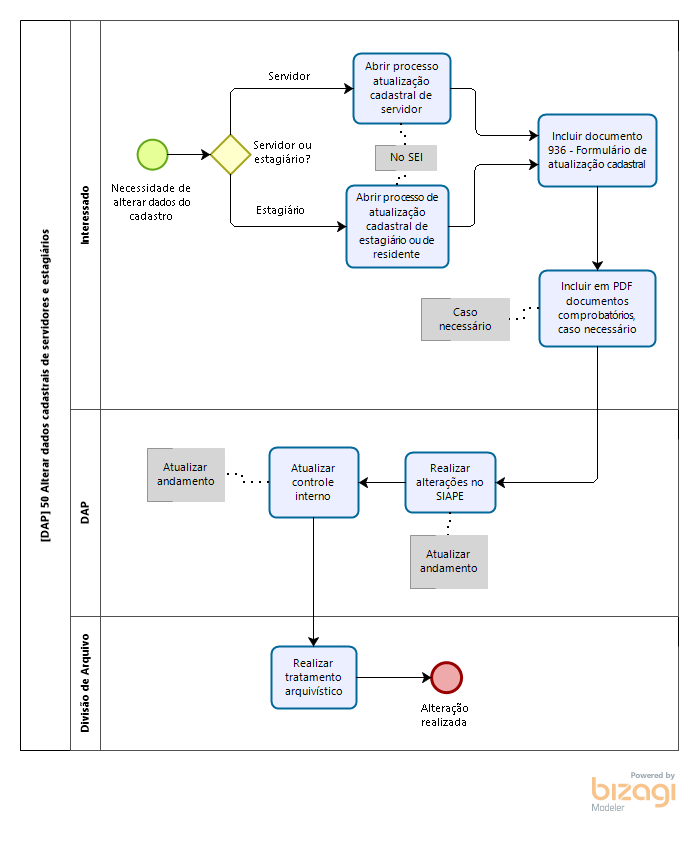 [DAP] 50 Alterar dados cadastrais de servidores e estagiários
Interessado
Necessidade de
alterar dados do
cadastro
Servidor ou
estagiário?
Servidor
Estagiário
Abrir processo
atualização
cadastral de
servidor
No SEI
Abrir processo de
atualização
cadastral de
estagiário ou de
residente
Incluir documento
936 - Formulário de
atualização cadastral
Incluir em PDF
documentos
comprobatórios,
caso necessário
Caso
necessário
DAP
Realizar
alterações no
SIAPE
Atualizar
andamento
Atualizar
controle
interno
Atualizar
andamento
Divisão de Arquivo
Realizar
tratamento
arquivístico
Alteração
realizada
Powered by
bizagi
Modeler